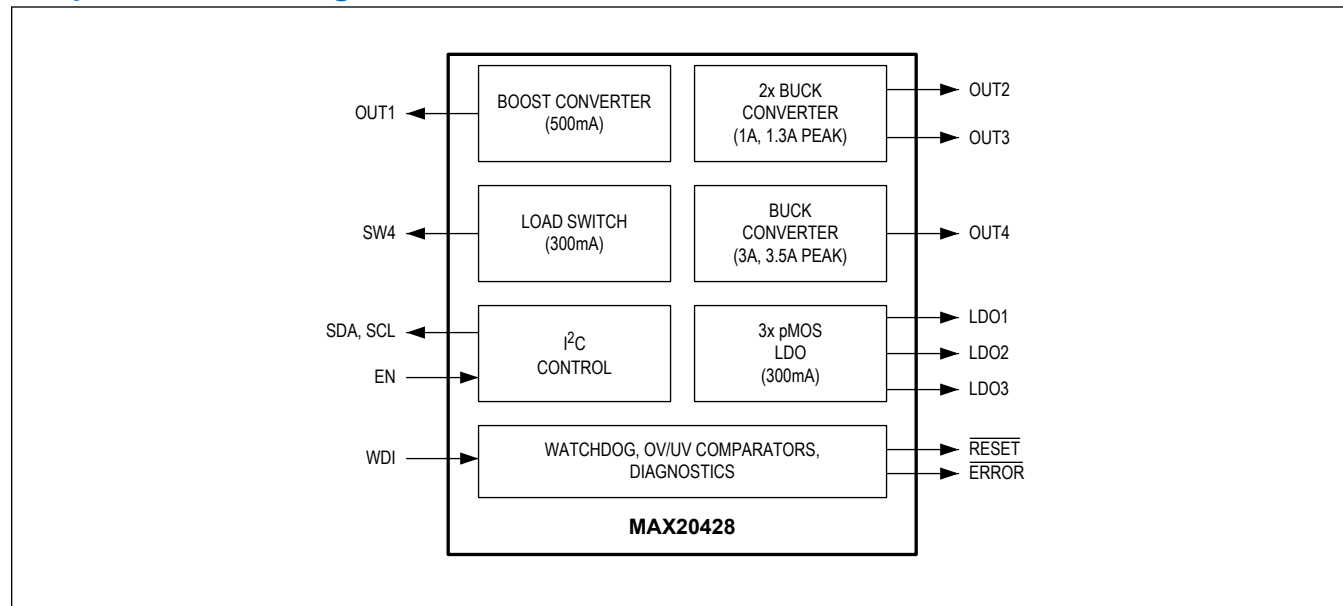 OUT1
BOOST CONVERTER
(500mA)
2x BUCK
CONVERTER
(1A, 1.3A PEAK)
OUT2
OUT3
SW4
LOAD SWITCH
(300mA)
BUCK
CONVERTER
(3A, 3.5A PEAK)
OUT4
SDA, SCL
EN
I2C
CONTROL
3x pMOS
LDO
(300mA)
LDO1
LDO2
LDO3
WDI
WATCHDOG, OV/UV COMPARATORS,
DIAGNOSTICS
RESET
ERROR
MAX20428